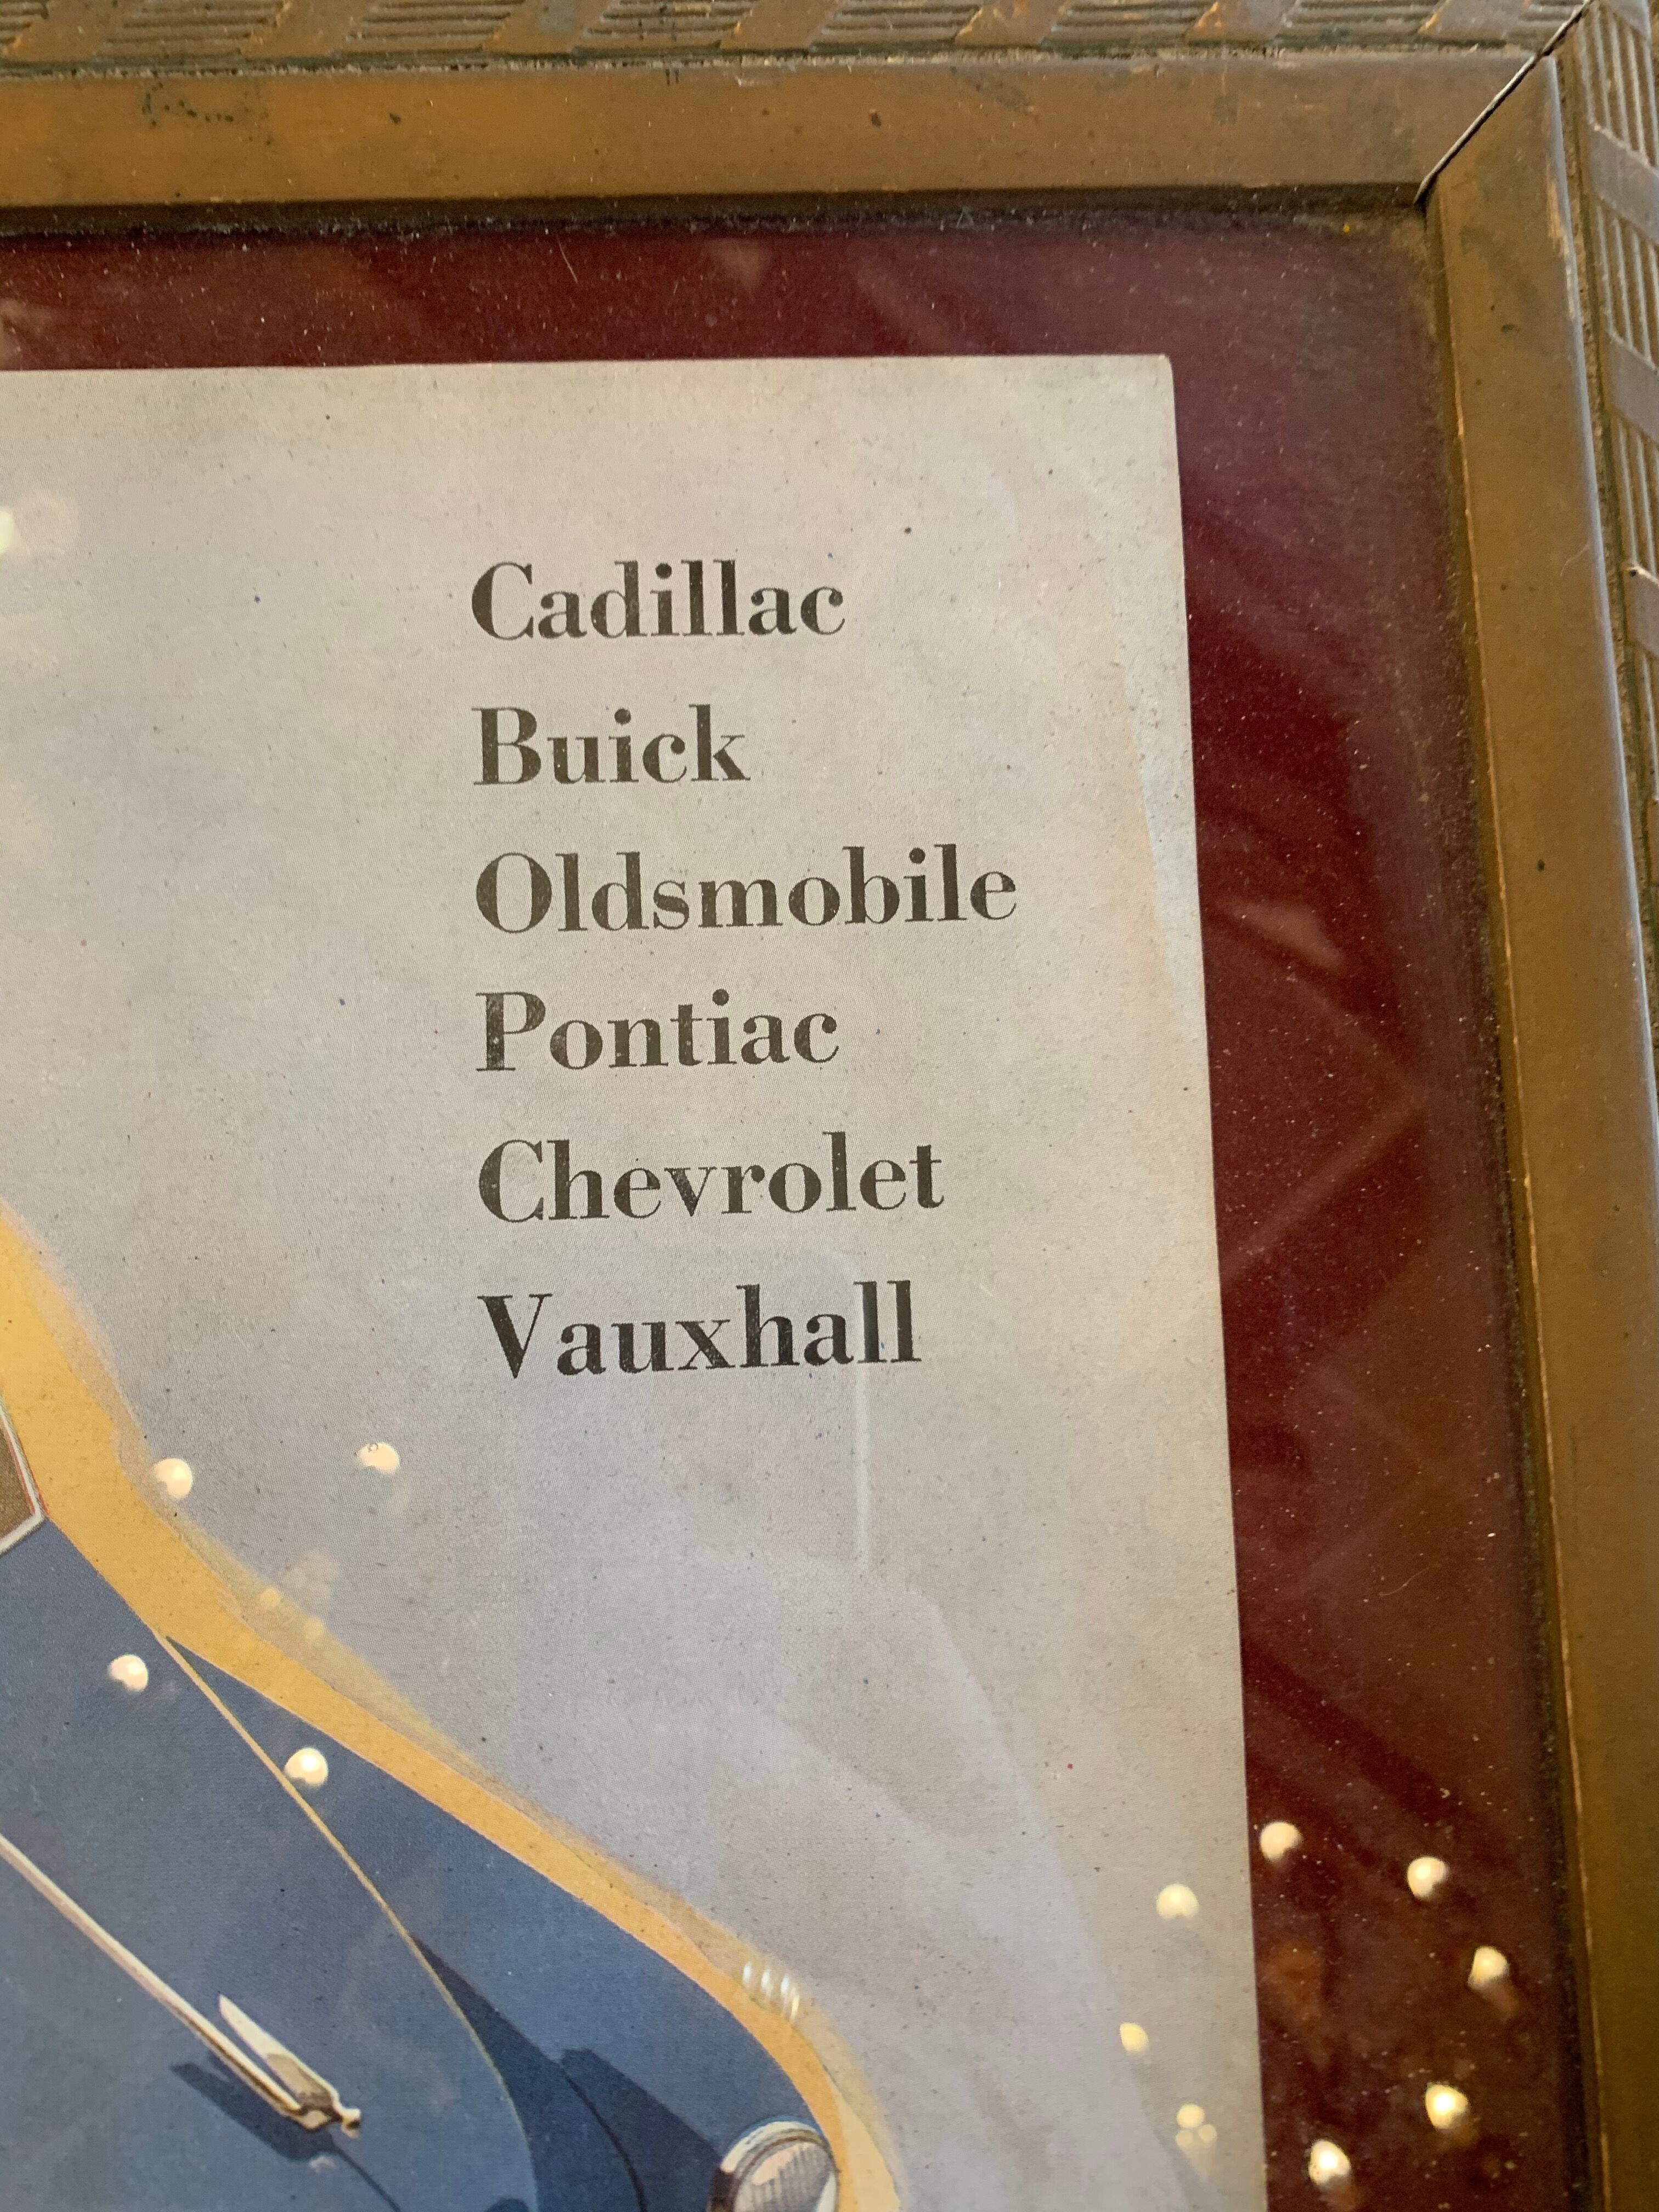 Cadillac
Buick
Oldsmobile
Pontiac
Chevrolet
Vauxhall